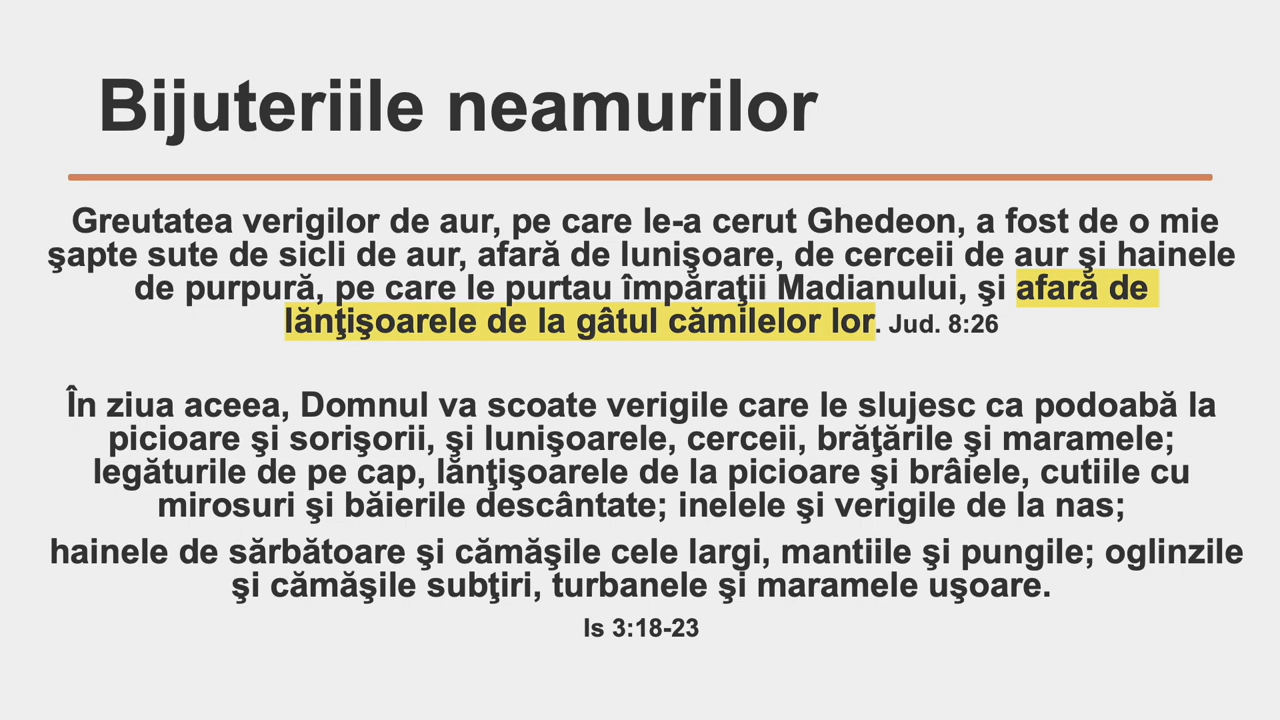 Bijuteriile neamurilor
Greutatea verigilor de aur, pe care le-a cerut Ghedeon, a fost de o mie
şapte sute de sicli de aur, afară de lunişoare, de cerceii de aur şi hainele
de purpură, pe care le purtau împăraţii Madianului, şi afară de
lănţişoarele de la gâtul cămilelor lor. Jud. 8:26
În ziua aceea, Domnul va scoate verigile care le slujesc ca podoabă la
picioare şi sorişorii, şi lunişoarele, cerceii, brăţările şi maramele;
legăturile de pe cap, lănţişoarele de la picioare şi brâiele, cutiile cu
mirosuri şi băierile descântate; inelele şi verigile de la nas;
hainele de sărbătoare şi cămăşile cele largi, mantiile şi pungile; oglinzile
şi cămăşile subţiri, turbanele şi maramele uşoare.
Is 3:18-23